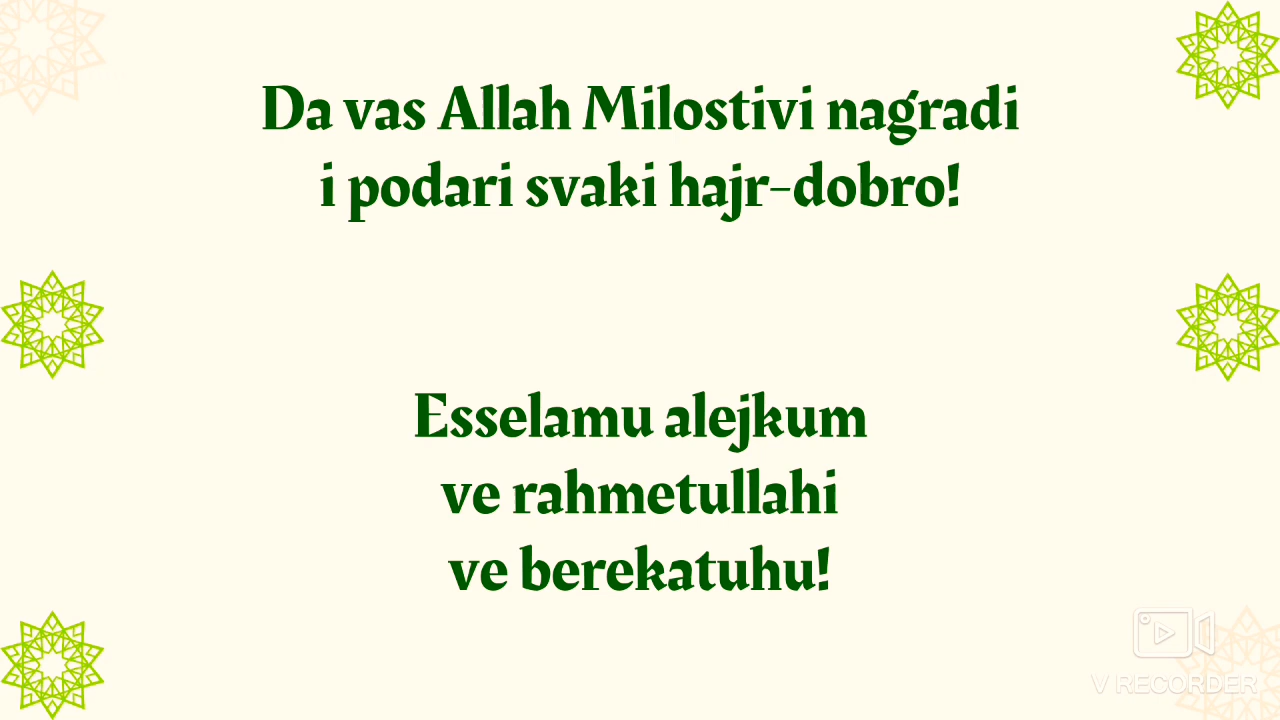 Da vas Allah Milostivi nagradi
i podari svaki hajr-dobro!
Esselamu alejkum
ve rahmetullahi
ve berekatuhu!
V RECORDER